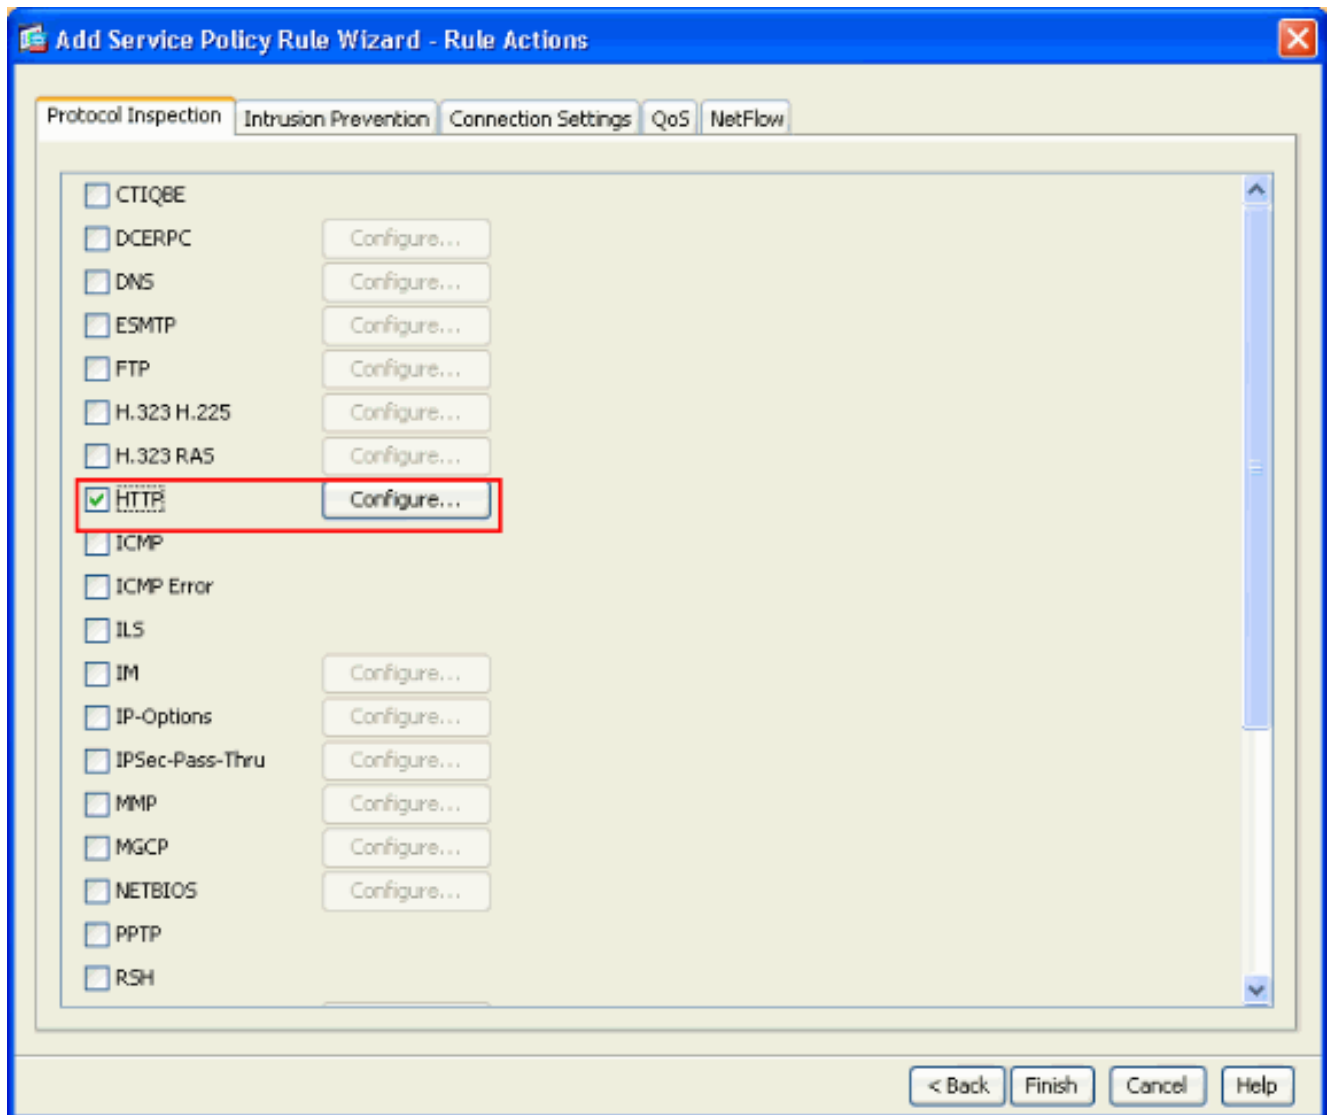 Add Service Policy Rule Wizard - Rule Actions
Protocol Inspection Intrusion Prevention Connection Settings QoS NetFlow
CTIQBE
DCERPC Configure...
DNS Configure...
ESMTP Configure...
FTP Configure...
H.323 H.225 Configure...
H.323 RAS Configure...
HTTP Configure...
ICMP
ICMP Error
ILS
IM Configure...
IP-Options Configure...
IPSec-Pass-Thru Configure...
MMP Configure...
MGCP Configure...
NETBIOS Configure...
PPTP
RSH
< Back Finish Cancel Help